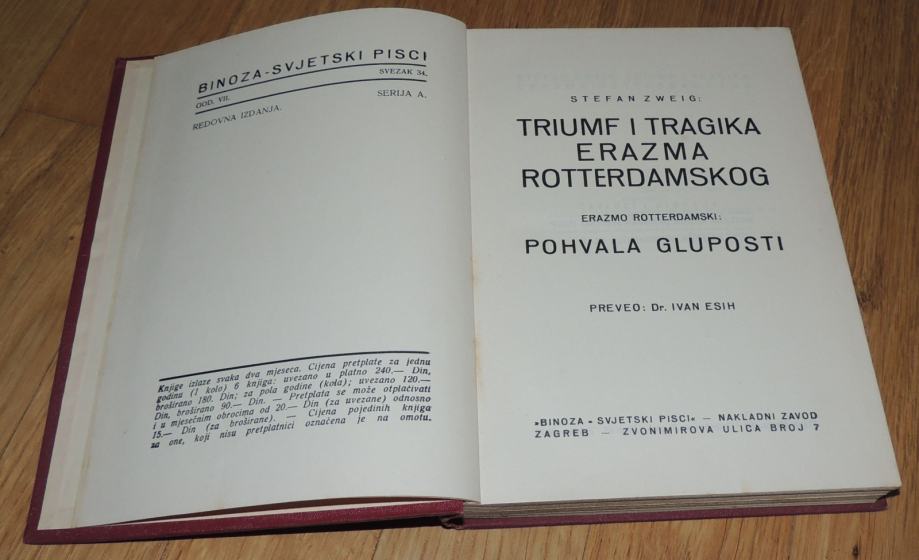 BINOZA-SVJETSKI PISCI
GOD. VII. SVEZAK 34.
REDOVNA IZDANJA. SERIJA A.
Knjige izlaze svaka dva mjeseca. Cijena pretplate za jednu
godinu (1 kolo) 6 knjiga: uvezano u platno 240.— Din,
broširano 180. Din; za pola godine (kola); uvezano 120.—
Din, broširano 90.— Din. — Pretplata se može otplaćivati
i u mjesečnim obrocima od 20.— Din (za uvezane) odnosno
15.— Din (za broširane). — Cijena pojedinih knjiga
za one, koji nisu pretplatnici označena je na omotu.
STEFAN ZWEIG:
TRIUMF I TRAGIKA
ERAZMA
ROTTERDAMSKOG
ERAZMO ROTTERDAMSKI:
POHVALA GLUPOSTI
PREVEO: Dr. IVAN ESIH
»BINOZA - SVJETSKI PISCI« — NAKLADNI ZAVOD
ZAGREB — ZVONIMIROVA ULICA BROJ 7